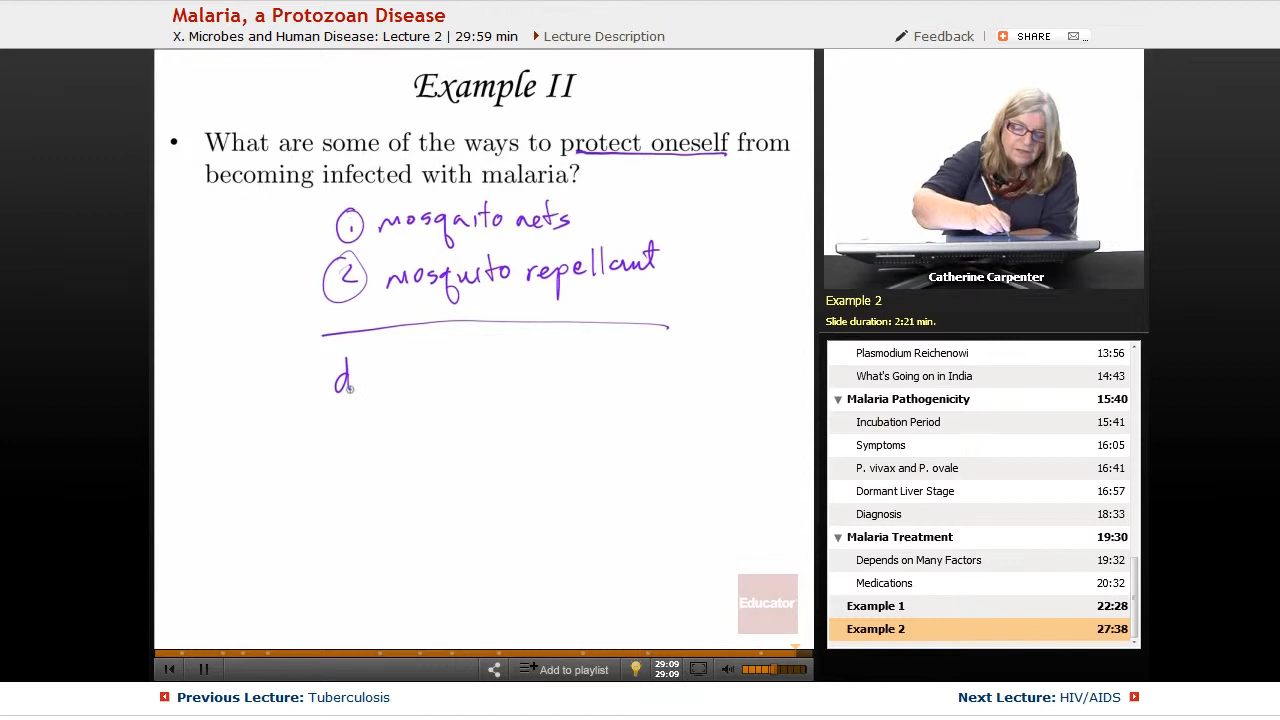 Malaria, a Protozoan Disease
X. Microbes and Human Disease: Lecture 2 | 29:59 min
Lecture Description
Feedback
SHARE
...
Example II
• What are some of the ways to protect oneself from
becoming infected with malaria?
1. mosquito nets
2 mosquito repellant
d
Educator
Catherine Carpenter
Example 2
Slide duration: 2:21 min.
Plasmodium Reichenowi 13:56
What's Going on in India 14:43
Malaria Pathogenicity 15:40
Incubation Period 15:41
Symptoms 16:05
P. vivax and P. ovale 16:41
Dormant Liver Stage 16:57
Diagnosis 18:33
Malaria Treatment 19:30
Depends on Many Factors 19:32
Medications 20:32
Example 1 22:28
Example 2 27:38
Add to playlist
29:09
29:09
Previous Lecture: Tuberculosis
Next Lecture: HIV/AIDS